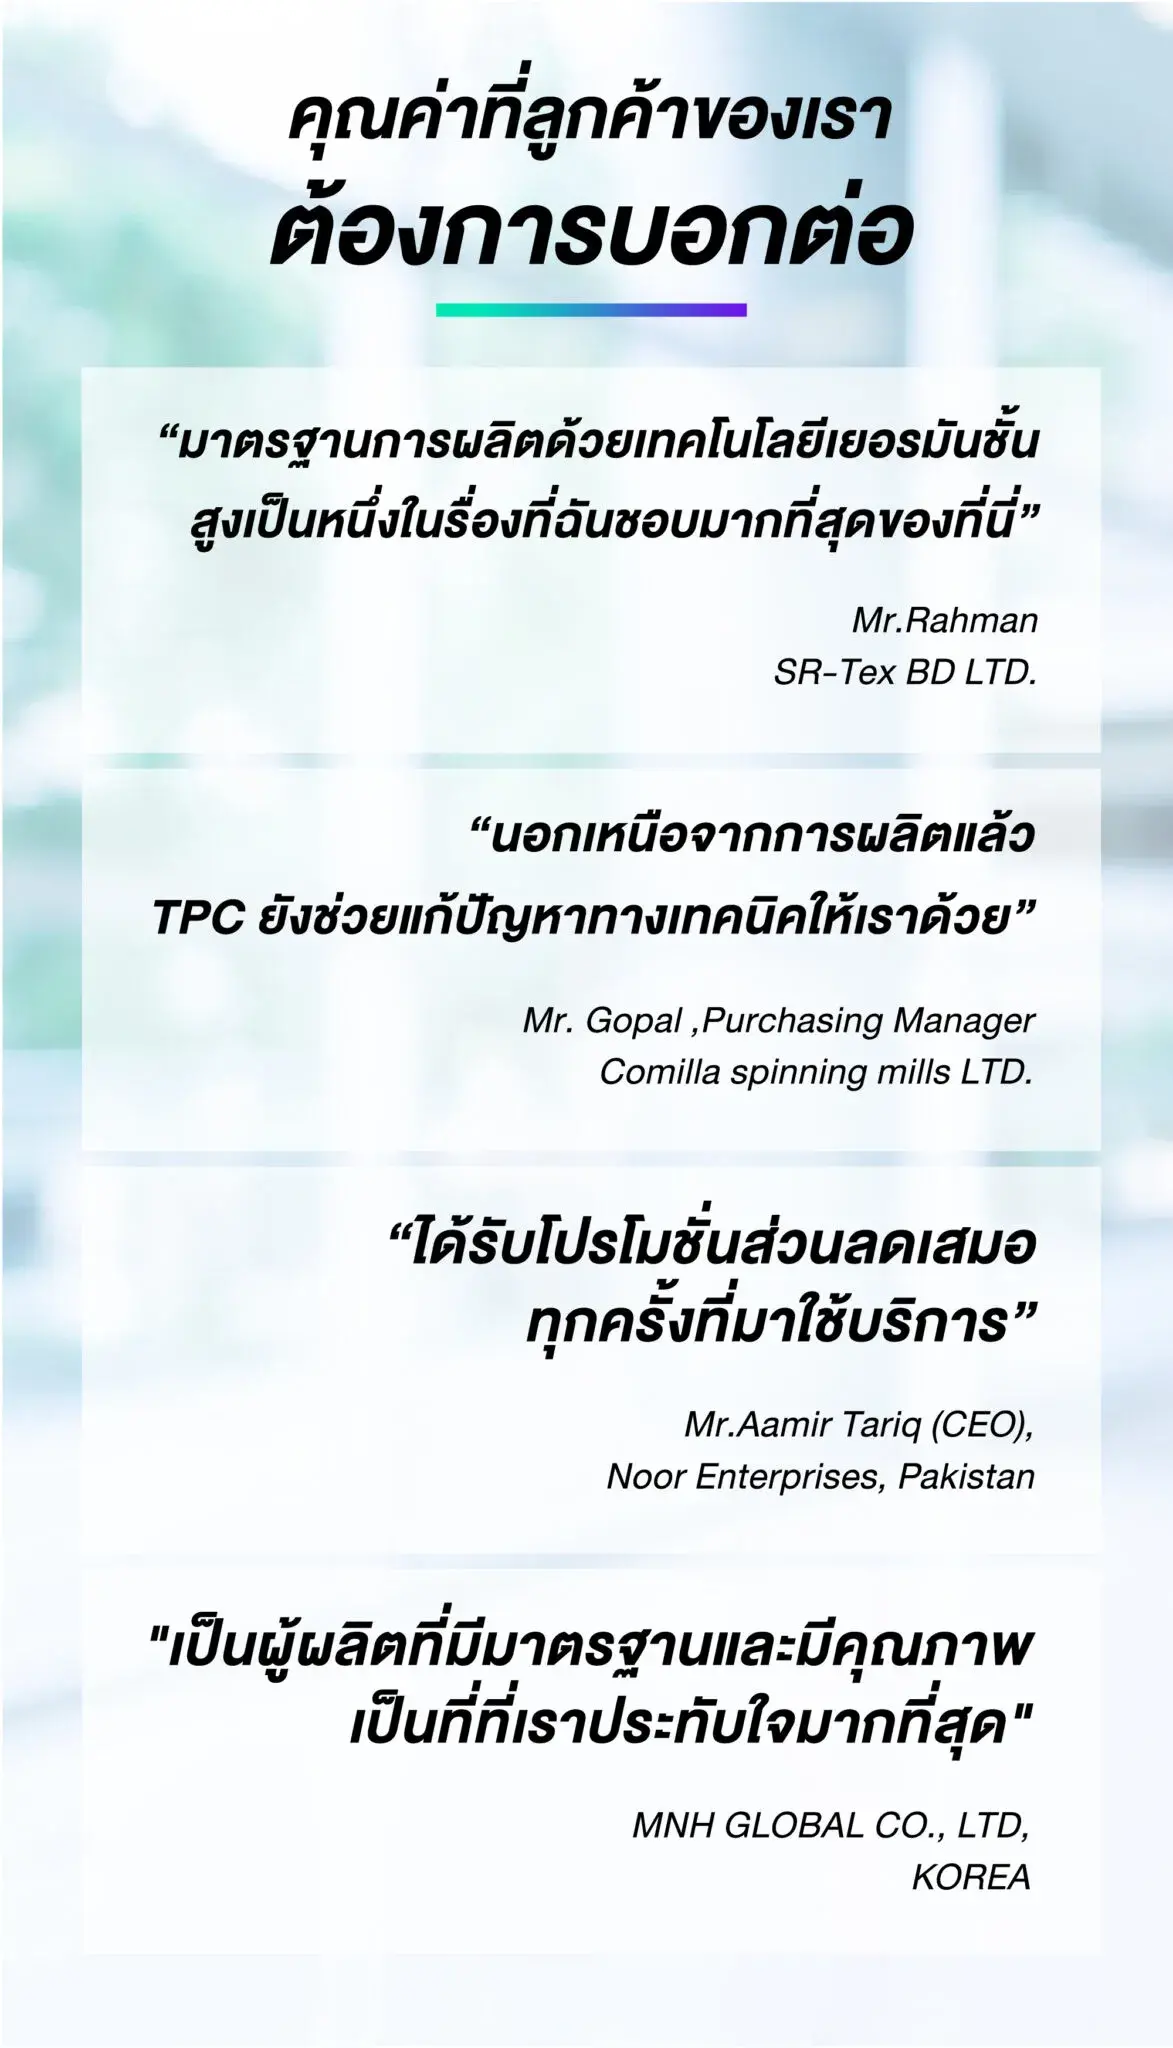 คุณค่าที่ลูกค้าของเรา
ต้องการบอกต่อ
“มาตรฐานการผลิตด้วยเทคโนโลยีเยอรมันชั้น
สูงเป็นหนึ่งในรื่องที่ฉันชอบมากที่สุดของที่นี่”
Mr.Rahman
SR-Tex BD LTD.
“นอกเหนือจากการผลิตแล้ว
TPC ยังช่วยแก้ปัญหาทางเทคนิคให้เราด้วย”
Mr. Gopal ,Purchasing Manager
Comilla spinning mills LTD.
“ได้รับโปรโมชั่นส่วนลดเสมอ
ทุกครั้งที่มาใช้บริการ”
Mr.Aamir Tariq (CEO),
Noor Enterprises, Pakistan
"เป็นผู้ผลิตที่มีมาตรฐานและมีคุณภาพ
เป็นที่ที่เราประทับใจมากที่สุด"
MNH GLOBAL CO., LTD,
KOREA